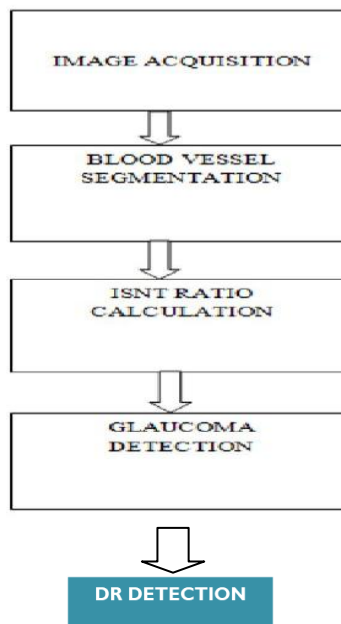 IMAGE ACQUISITION
BLOOD VESSEL
SEGMENTATION
ISNT RATIO
CALCULATION
GLAUCOMA
DETECTION
DR DETECTION